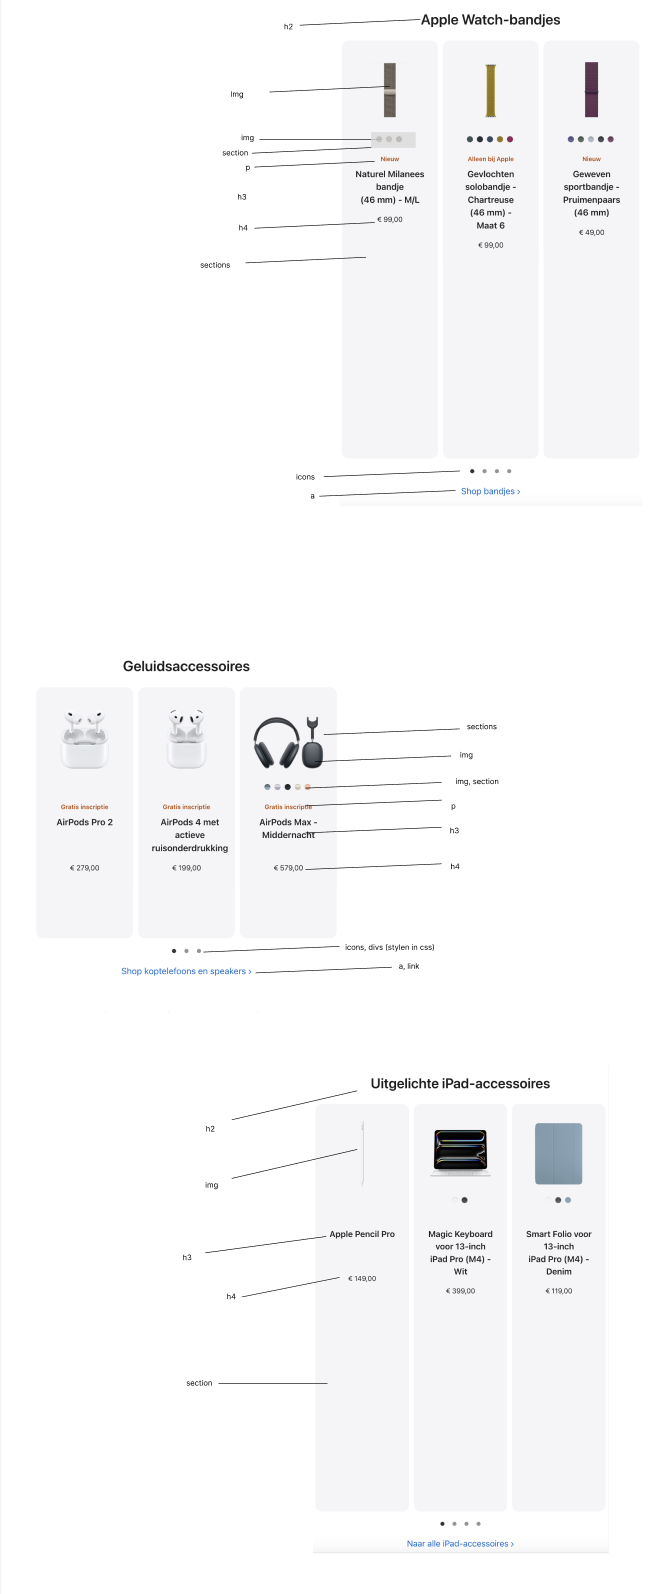 h2
Apple Watch-bandjes
Img
img
section
p
h3
h4
sections
Nieuw
Naturel Milanees
bandje
(46 mm) - M/L
€ 99,00
Alleen bij Apple
Gevlochten
solobandje -
Chartreuse
(46 mm) -
Maat 6
€ 99,00
Nieuw
Geweven
sportbandje -
Pruimenpaars
(46 mm)
€ 49,00
icons
a
Shop bandjes ›
Geluidsaccessoires
Gratis inscriptie
AirPods Pro 2
€ 279,00
Gratis inscriptie
AirPods 4 met
actieve
ruisonderdrukking
€ 199,00
Gratis inscriptie
AirPods Max -
Middernacht
€ 579,00
sections
img
img, section
p
h3
h4
icons, divs (stylen in css)
Shop koptelefoons en speakers ›
a, link
Uitgelichte iPad-accessoires
h2
img
h3
h4
section
Apple Pencil Pro
€ 149,00
Magic Keyboard
voor 13-inch
iPad Pro (M4) -
Wit
€ 399,00
Smart Folio voor
13-inch
iPad Pro (M4) -
Denim
€ 119,00
Naar alle iPad-accessoires ›